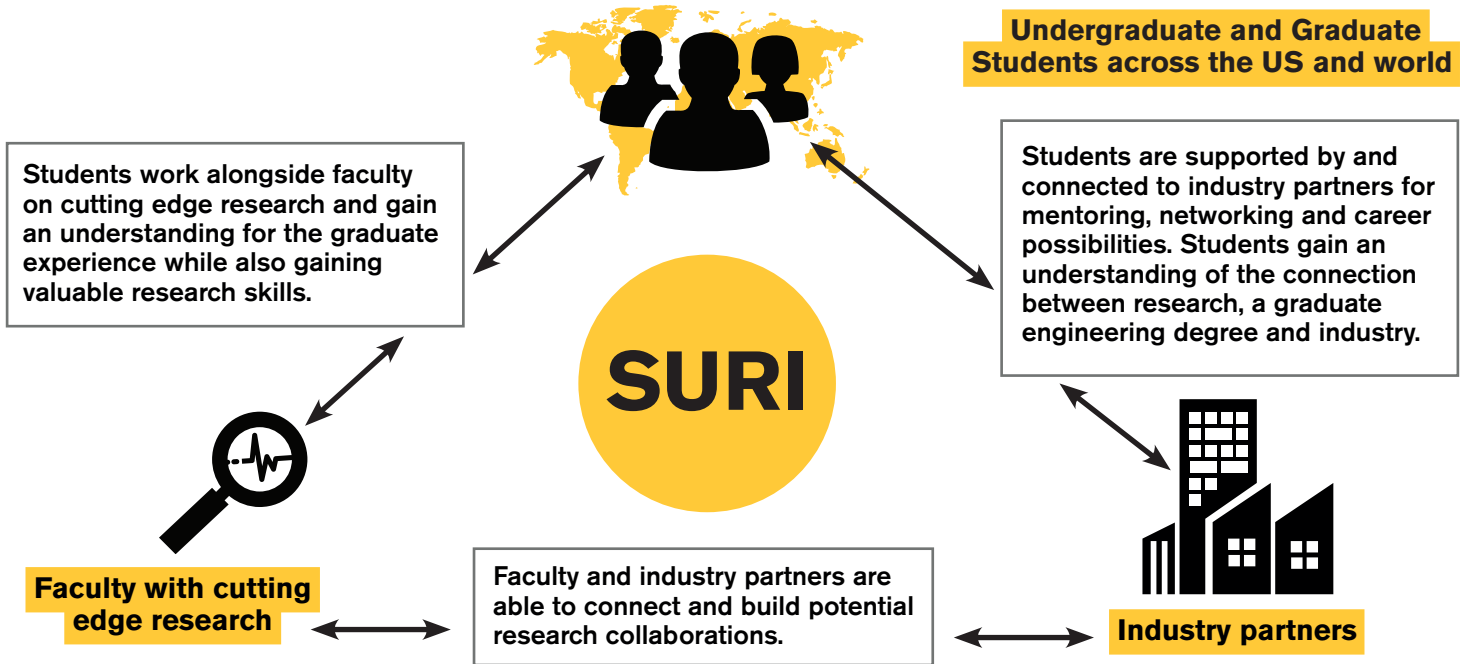 Undergraduate and Graduate
Students across the US and world
Students work alongside faculty
on cutting edge research and gain
an understanding for the graduate
experience while also gaining
valuable research skills.
Students are supported by and
connected to industry partners for
mentoring, networking and career
possibilities. Students gain an
understanding of the connection
between research, a graduate
engineering degree and industry.
SURI
Faculty with cutting
edge research
Faculty and industry partners are
able to connect and build potential
research collaborations.
Industry partners